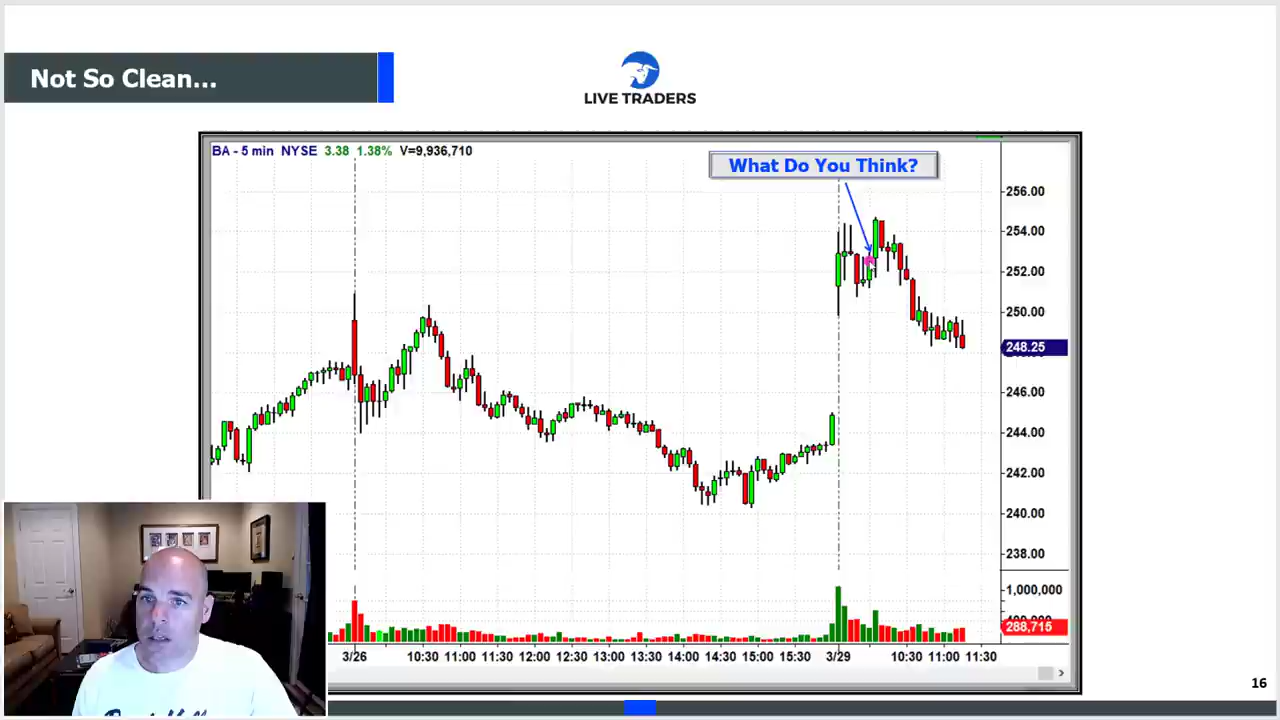 Not So Clean...
LIVE TRADERS
BA - 5 min NYSE 3.38 1.38% V=9,936,710
What Do You Think?
256.00
254.00
252.00
250.00
248.25
246.00
244.00
242.00
240.00
238.00
1,000,000
288,716
3/26 10:30 11:00 11:30 12:00 12:30 13:00 13:30 14:00 14:30 15:00 15:30 3/29 10:30 11:00 11:30
16